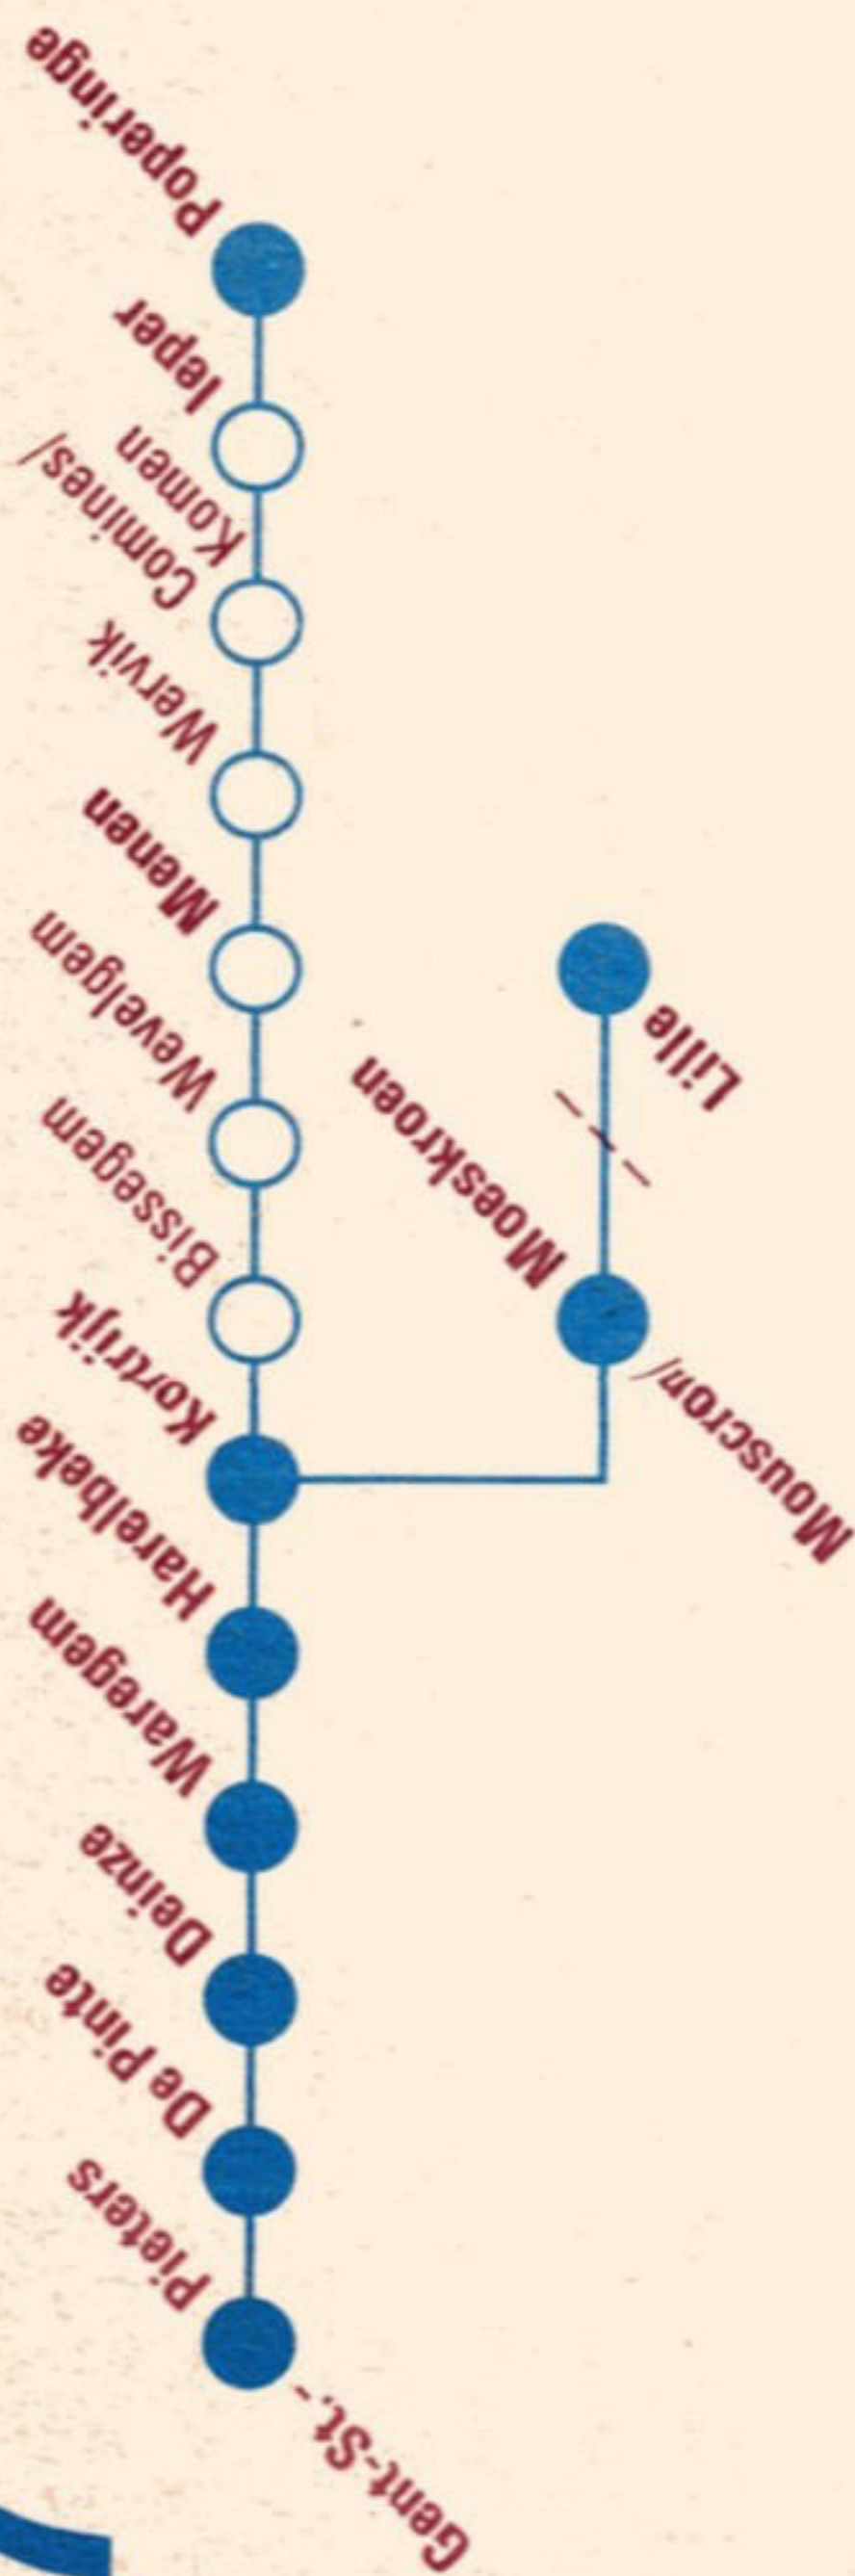 Poperinge
Ieper
Comines/
Komen
Wervik
Menen
Wevelgem
Bissegem
Kortrijk
Harelbeke
Waregem
Deinze
De Pinte
Gent-St.-
Pieters
Mouscron/
Moeskroen
Lille